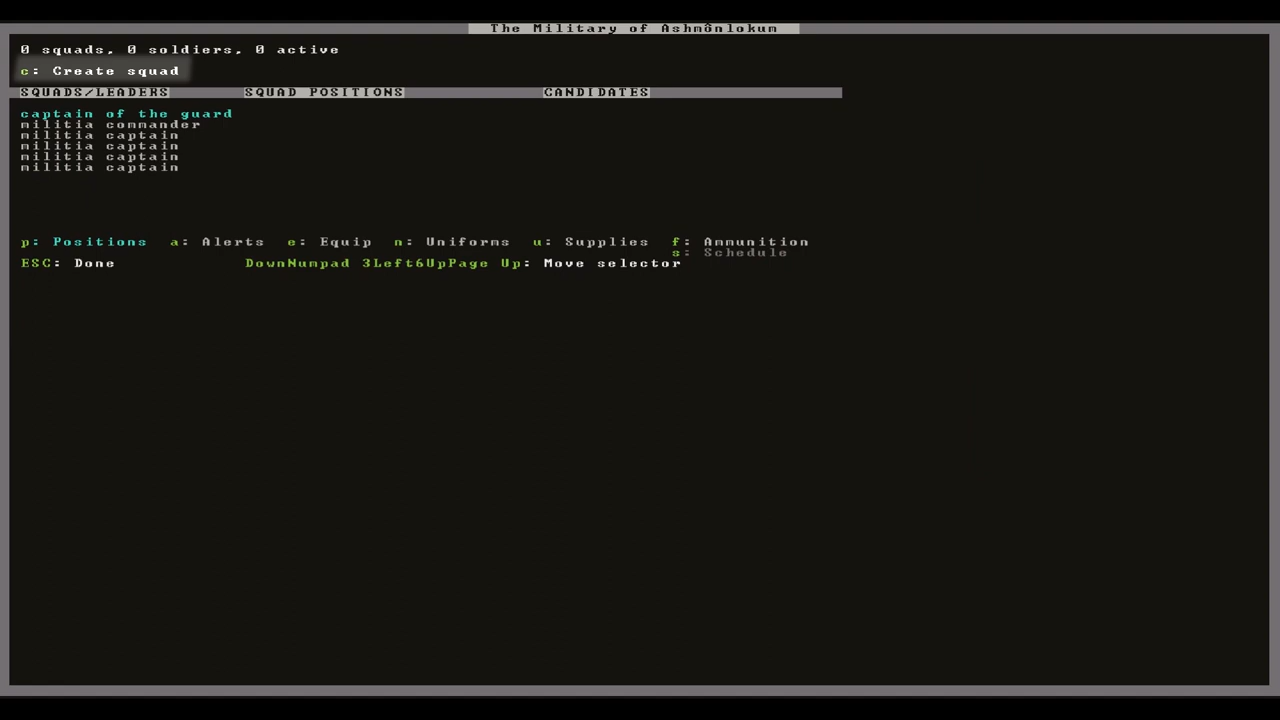 The Military of Ashmônlokum
0 squads, 0 soldiers, 0 active
c: Create squad
SQUADS/LEADERS SQUAD POSITIONS CANDIDATES
captain of the guard
militia commander
militia captain
militia captain
militia captain
militia captain
p: Positions a: Alerts e: Equip n: Uniforms u: Supplies f: Ammunition
s: Schedule
ESC: Done DownNumpad 3Left6UpPage Up: Move selector